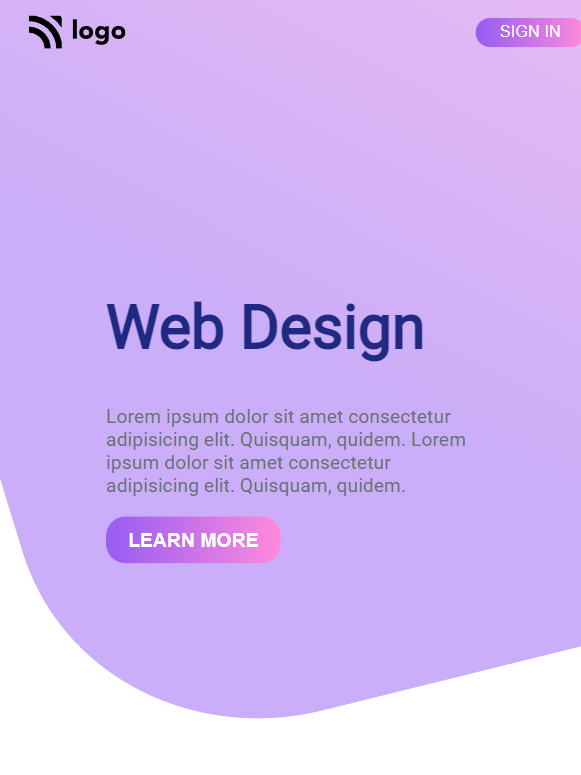 logo
SIGN IN
Web Design
Lorem ipsum dolor sit amet consectetur
adipisicing elit. Quisquam, quidem. Lorem
ipsum dolor sit amet consectetur
adipisicing elit. Quisquam, quidem.
LEARN MORE